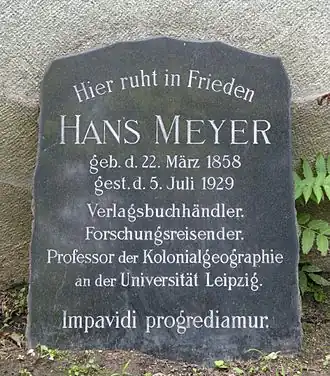 Hier ruht in Frieden
HANS MEYER
geb. d. 22. März 1858
gest. d. 5. Juli 1929
Verlagsbuchhändler.
Forschungsreisender.
Professor der Kolonialgeographie
an der Universität Leipzig.
Impavidi progrediamur.